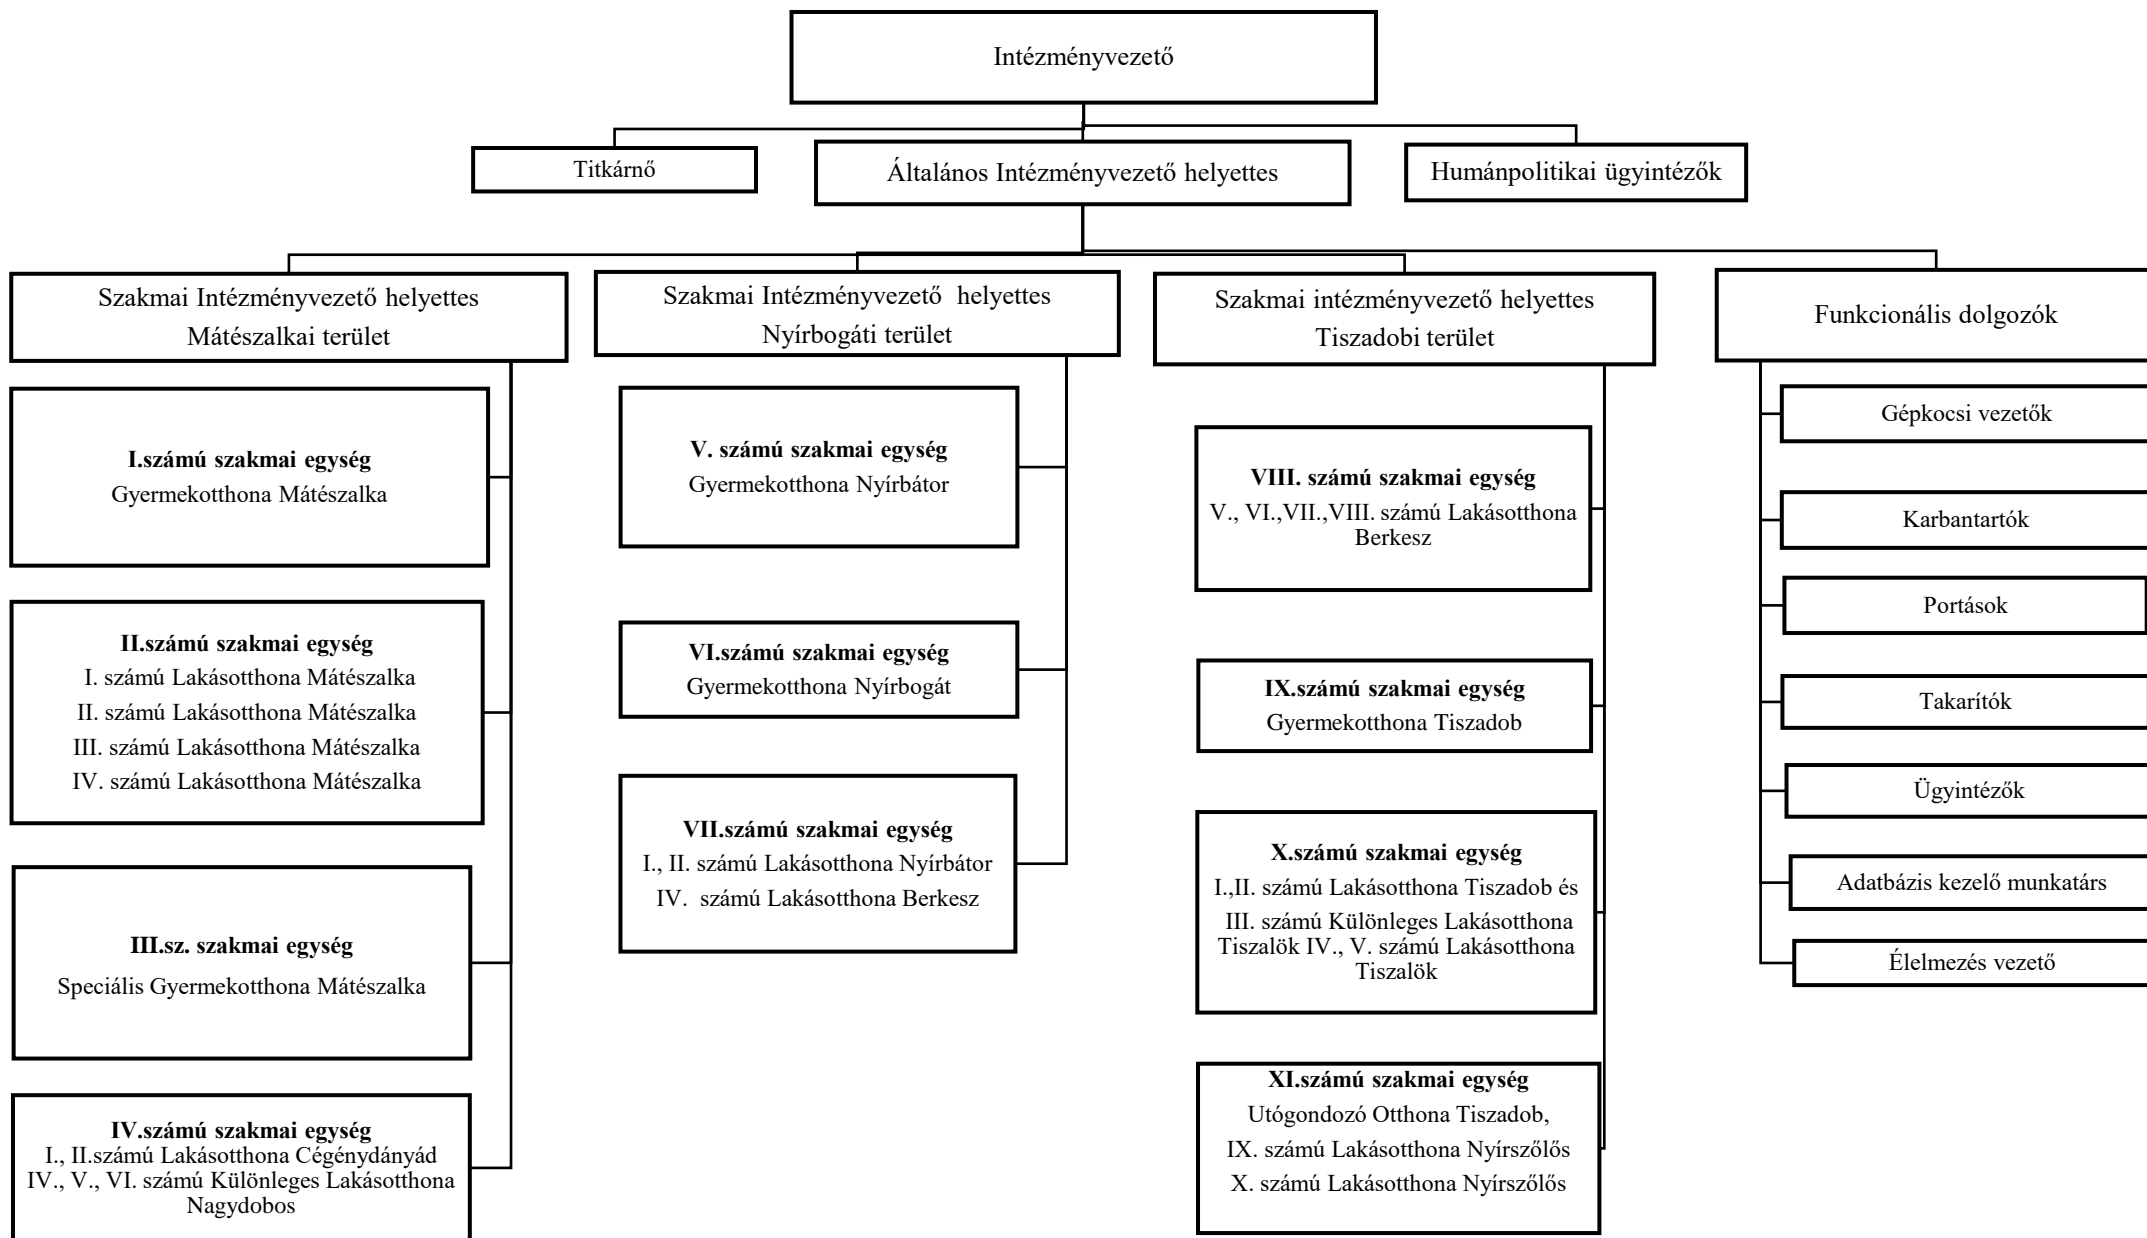 Intézményvezető
Titkárnő
Általános Intézményvezető helyettes
Humánpolitikai ügyintézők
Szakmai Intézményvezető helyettes
Mátészalkai terület
Szakmai Intézményvezető  helyettes
Nyírbogáti terület
Szakmai intézményvezető helyettes
Tiszadobi terület
Funkcionális dolgozók
I.számú szakmai egység
Gyermekotthona Mátészalka
II.számú szakmai egység
I. számú Lakásotthona Mátészalka
II. számú Lakásotthona Mátészalka
III. számú Lakásotthona Mátészalka
IV. számú Lakásotthona Mátészalka
III.sz. szakmai egység
Speciális Gyermekotthona Mátészalka
IV.számú szakmai egység
I., II.számú Lakásotthona Cégénydányád
IV., V., VI. számú Különleges Lakásotthona
Nagydobos
V. számú szakmai egység
Gyermekotthona Nyírbátor
VI.számú szakmai egység
Gyermekotthona Nyírbogát
VII.számú szakmai egység
I., II. számú Lakásotthona Nyírbátor
IV.  számú Lakásotthona Berkesz
VIII. számú szakmai egység
V., VI.,VII.,VIII. számú Lakásotthona
Berkesz
IX.számú szakmai egység
Gyermekotthona Tiszadob
X.számú szakmai egység
I.,II. számú Lakásotthona Tiszadob és
III. számú Különleges Lakásotthona
Tiszalök IV., V. számú Lakásotthona
Tiszalök
XI.számú szakmai egység
Utógondozó Otthona Tiszadob,
IX. számú Lakásotthona Nyírszőlős
X. számú Lakásotthona Nyírszőlős
Gépkocsi vezetők
Karbantartók
Portások
Takarítók
Ügyintézők
Adatbázis kezelő munkatárs
Élelmezés vezető